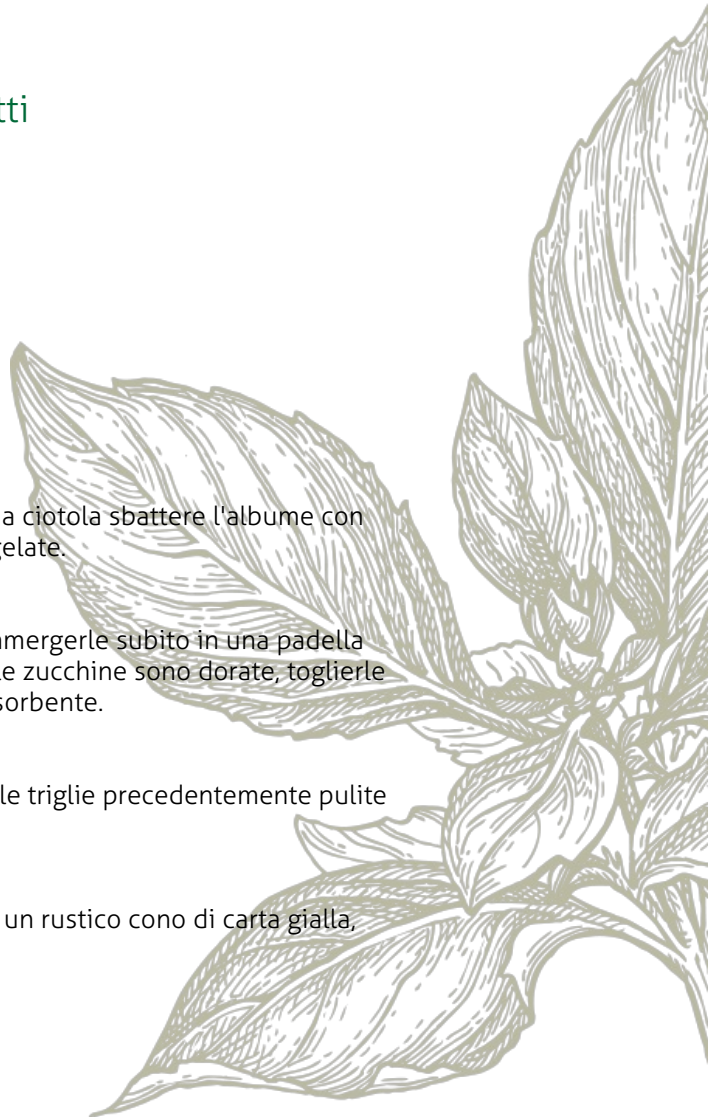 tti
a ciotola sbattere l'albume con
gelate.
mergerle subito in una padella
le zucchine sono dorate, toglierle
sorbente.
le triglie precedentemente pulite
un rustico cono di carta gialla,